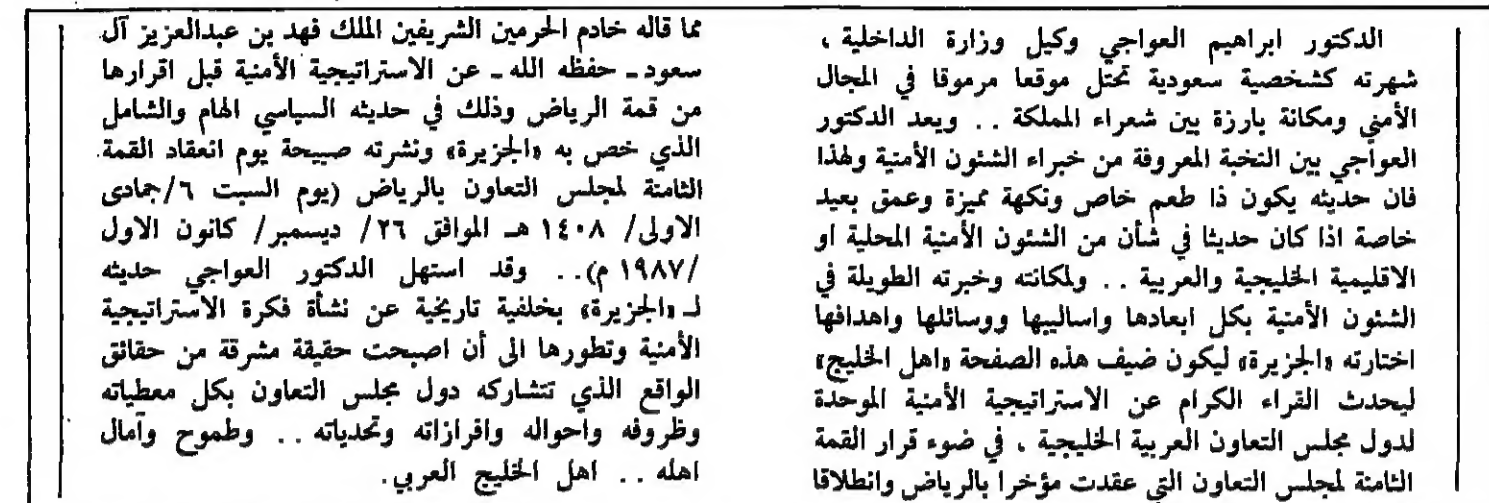 الدكتور ابراهيم العواجي وكيل وزارة الداخلية ،
شهرته كشخصية سعودية تحتل موقعا مرموقا في المجال
الأمني ومكانة بارزة بين شعراء المملكة . . ويعد الدكتور
العواجي بين النخبة المعروفة من خبراء الشئون الأمنية ولهذا
فان حديثه يكون ذا طعم خاص ونكهة مميزة وعمق بعيد
خاصة اذا كان حديثا في شأن من الشئون الأمنية المحلية او
الاقليمية الخليجية والعربية . . ولمكانته وخبرته الطويلة في
الشئون الأمنية بكل ابعادها واساليبها ووسائلها واهدافها
اختارته «الجزيرة» ليكون ضيف هذه الصفحة «اهل الخليج»
ليحدث القراء الكرام عن الاستراتيجية الأمنية الموحدة
لدول مجلس التعاون العربية الخليجية ، في ضوء قرار القمة
الثامنة لمجلس التعاون التي عقدت مؤخرا بالرياض وانطلاقا
مما قاله خادم الحرمين الشريفين الملك فهد بن عبدالعزيز آل
سعود ـ حفظه الله ـ عن الاستراتيجية الأمنية قبل اقرارها
من قمة الرياض وذلك في حديثه السياسي الهام والشامل
الذي خص به «الجزيرة» ونشرته صبيحة يوم انعقاد القمة
الثامنة لمجلس التعاون بالرياض (يوم السبت ٦/جمادى
الاولى/ ١٤٠٨ هـ الموافق ٢٦/ ديسمبر/ كانون الاول
/١٩٨٧ م). . وقد استهل الدكتور العواجي حديثه
لـ «الجزيرة» بخلفية تاريخية عن نشأة فكرة الاستراتيجية
الأمنية وتطورها الى أن اصبحت حقيقة مشرقة من حقائق
الواقع الذي تتشاركه دول مجلس التعاون بكل معطياته
وظروفه واحواله واقرازاته وتحدياته . . وطموح وآمال
اهله . . اهل الخليج العربي .